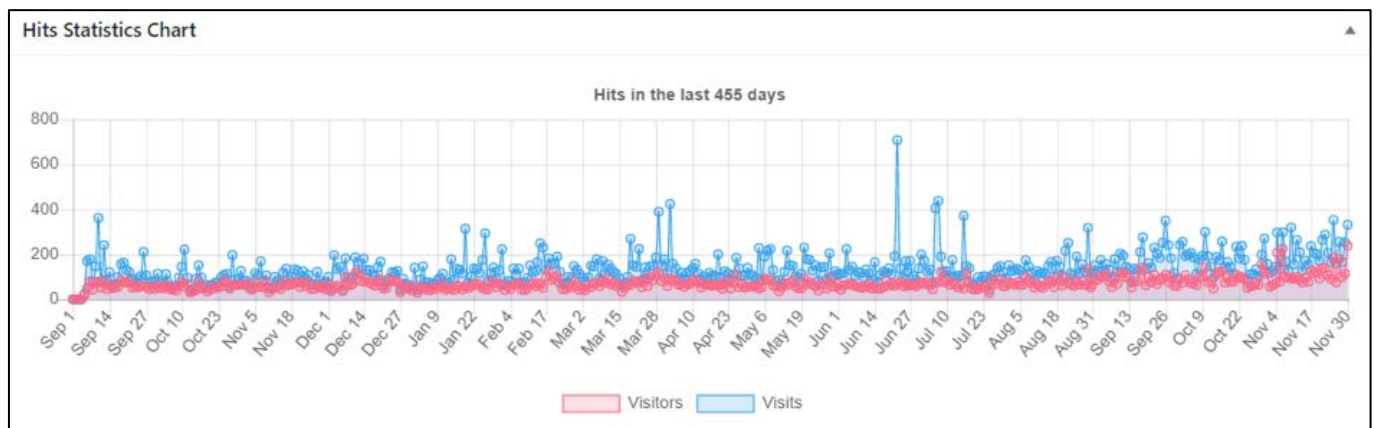 Hits Statistics Chart
Hits in the last 455 days
800
600
400
200
0
Sep 1 Sep 14 Sep 27 Oct 10 Oct 23 Nov 5 Nov 18 Dec 1 Dec 14 Dec 27 Jan 9 Jan 22 Feb 4 Feb 17 Mar 2 Mar 15 Mar 28 Apr 10 Apr 23 May 6 May 19 Jun 1 Jun 14 Jun 27 Jul 10 Jul 23 Aug 5 Aug 18 Aug 31 Sep 13 Sep 26 Oct 9 Oct 22 Nov 4 Nov 17 Nov 30
Visitors Visits